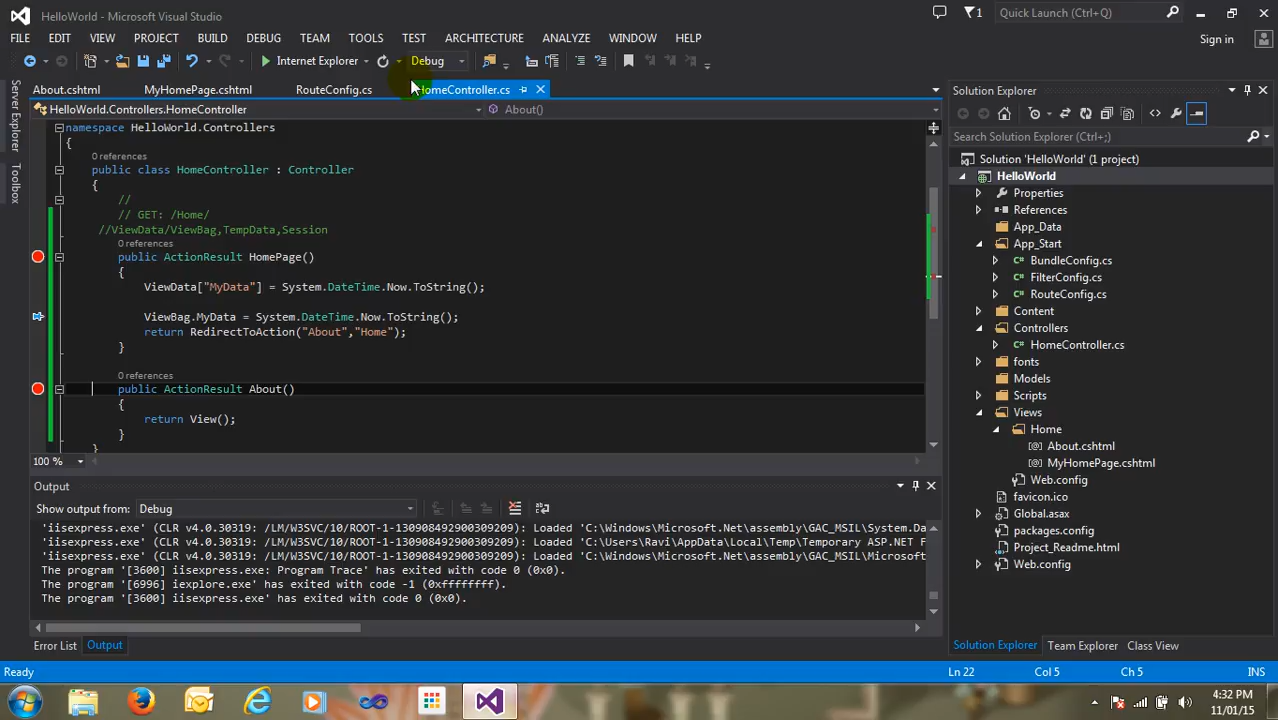 HelloWorld - Microsoft Visual Studio
1
Quick Launch (Ctrl+Q)
FILE EDIT VIEW PROJECT BUILD DEBUG TEAM TOOLS TEST ARCHITECTURE ANALYZE WINDOW HELP
Sign in
Internet Explorer Debug
About.cshtml MyHomePage.cshtml RouteConfig.cs HomeController.cs
HelloWorld.Controllers.HomeController About()
Server Explorer
Toolbox
namespace HelloWorld.Controllers
{
0 references
public class HomeController : Controller
{
//
// GET: /Home/
//ViewData/ViewBag,TempData,Session
0 references
public ActionResult HomePage()
{
ViewData["MyData"] = System.DateTime.Now.ToString();
ViewBag.MyData = System.DateTime.Now.ToString();
return RedirectToAction("About","Home");
}
0 references
public ActionResult About()
{
return View();
}
}
100 %
Output
Show output from: Debug
'iisexpress.exe' (CLR v4.0.30319: /LM/W3SVC/10/ROOT-1-130908492900309209): Loaded 'C:\Windows\Microsoft.Net\assembly\GAC_MSIL\System.Da
'iisexpress.exe' (CLR v4.0.30319: /LM/W3SVC/10/ROOT-1-130908492900309209): Loaded 'C:\Users\Ravi\AppData\Local\Temp\Temporary ASP.NET F
'iisexpress.exe' (CLR v4.0.30319: /LM/W3SVC/10/ROOT-1-130908492900309209): Loaded 'C:\Windows\Microsoft.Net\assembly\GAC_MSIL\Microsoft
The program '[3600] iisexpress.exe: Program Trace' has exited with code 0 (0x0).
The program '[6996] iexplore.exe' has exited with code -1 (0xffffffff).
The program '[3600] iisexpress.exe' has exited with code 0 (0x0).
Error List Output
Solution Explorer
Search Solution Explorer (Ctrl+;)
Solution 'HelloWorld' (1 project)
HelloWorld
Properties
References
App_Data
App_Start
BundleConfig.cs
FilterConfig.cs
RouteConfig.cs
Content
Controllers
HomeController.cs
fonts
Models
Scripts
Views
Home
About.cshtml
MyHomePage.cshtml
Web.config
favicon.ico
Global.asax
packages.config
Project_Readme.html
Web.config
Solution Explorer Team Explorer Class View
Ready Ln 22 Col 5 Ch 5 INS
4:32 PM
11/01/15